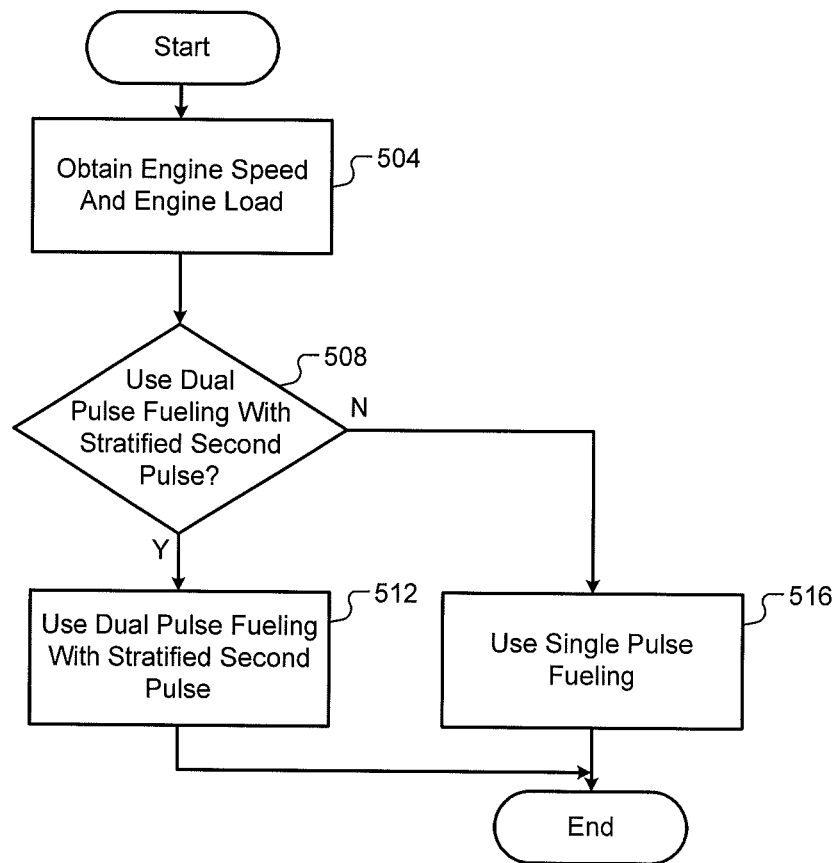 Start
Obtain Engine Speed
And Engine Load
504
508
Use Dual
Pulse Fueling With
Stratified Second
Pulse?
N
Y
512
Use Dual Pulse Fueling
With Stratified Second
Pulse
516
Use Single Pulse
Fueling
End